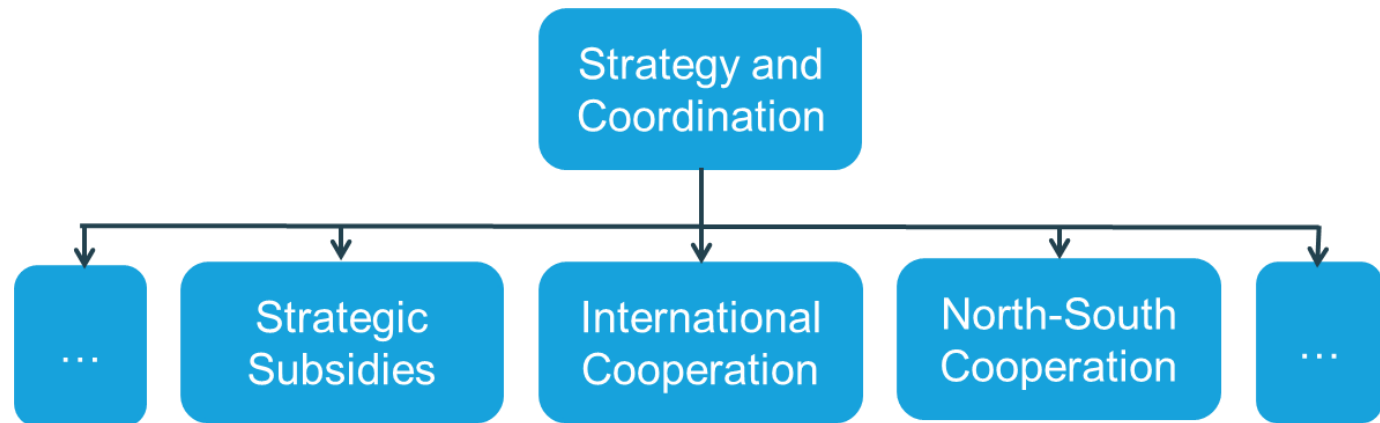 Strategy and
Coordination
…
Strategic
Subsidies
International
Cooperation
North-South
Cooperation
…